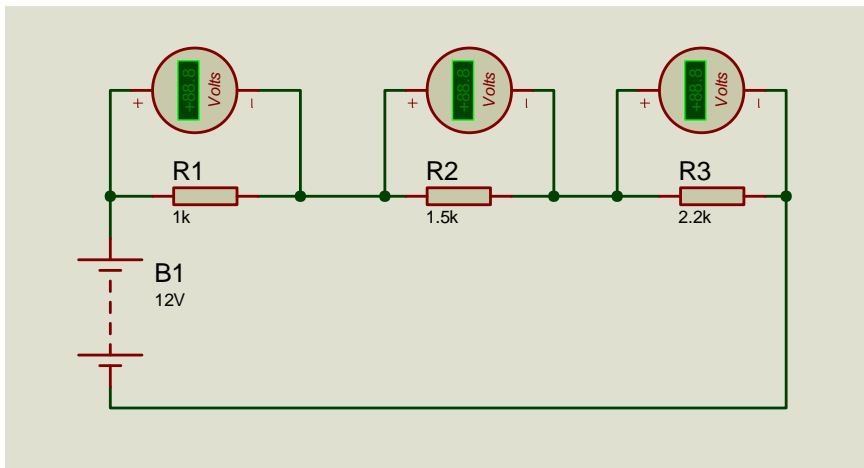 +88.8 Volts
+88.8 Volts
+88.8 Volts
+ −
+ −
+ −
R1
R2
R3
1k
1.5k
2.2k
B1
12V